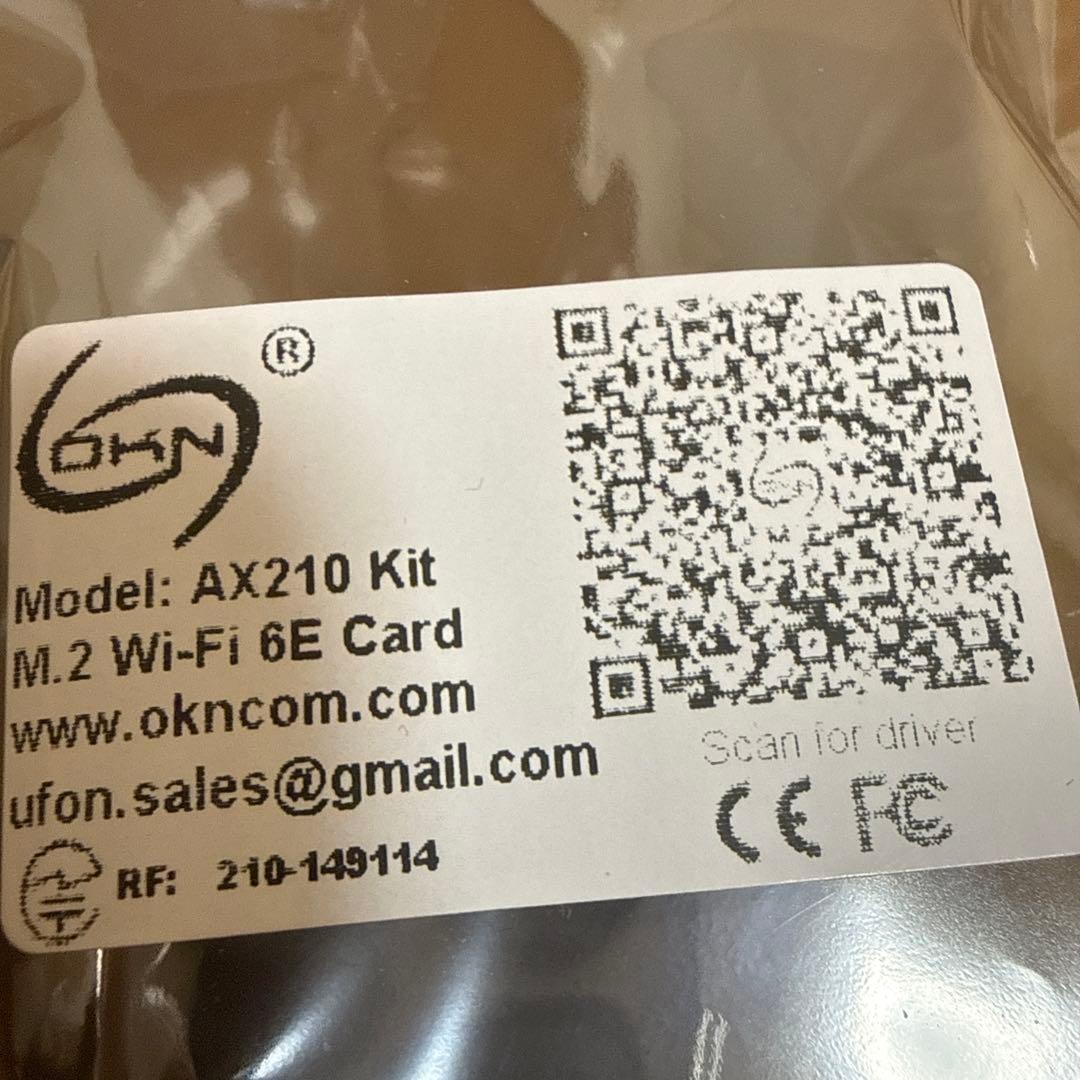 OKN ®
Model: AX210 Kit
M.2 Wi-Fi 6E Card
www.okncom.com
ufon.sales@gmail.com
RF: 210-149114
Scan for driver
CE FC